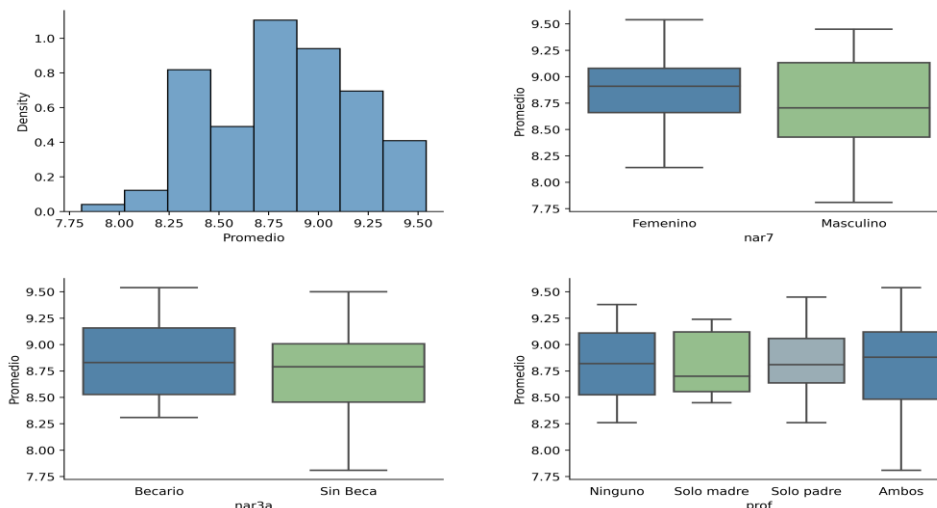 1.0
0.8
0.6
0.4
0.2
0.0
Density
7.75 8.00 8.25 8.50 8.75 9.00 9.25 9.50
Promedio
9.50
9.25
9.00
8.75
8.50
8.25
8.00
7.75
Promedio
Femenino Masculino
nar7
9.50
9.25
9.00
8.75
8.50
8.25
8.00
7.75
Promedio
Becario Sin Beca
nar3a
9.50
9.25
9.00
8.75
8.50
8.25
8.00
7.75
Promedio
Ninguno Solo madre Solo padre Ambos
prof